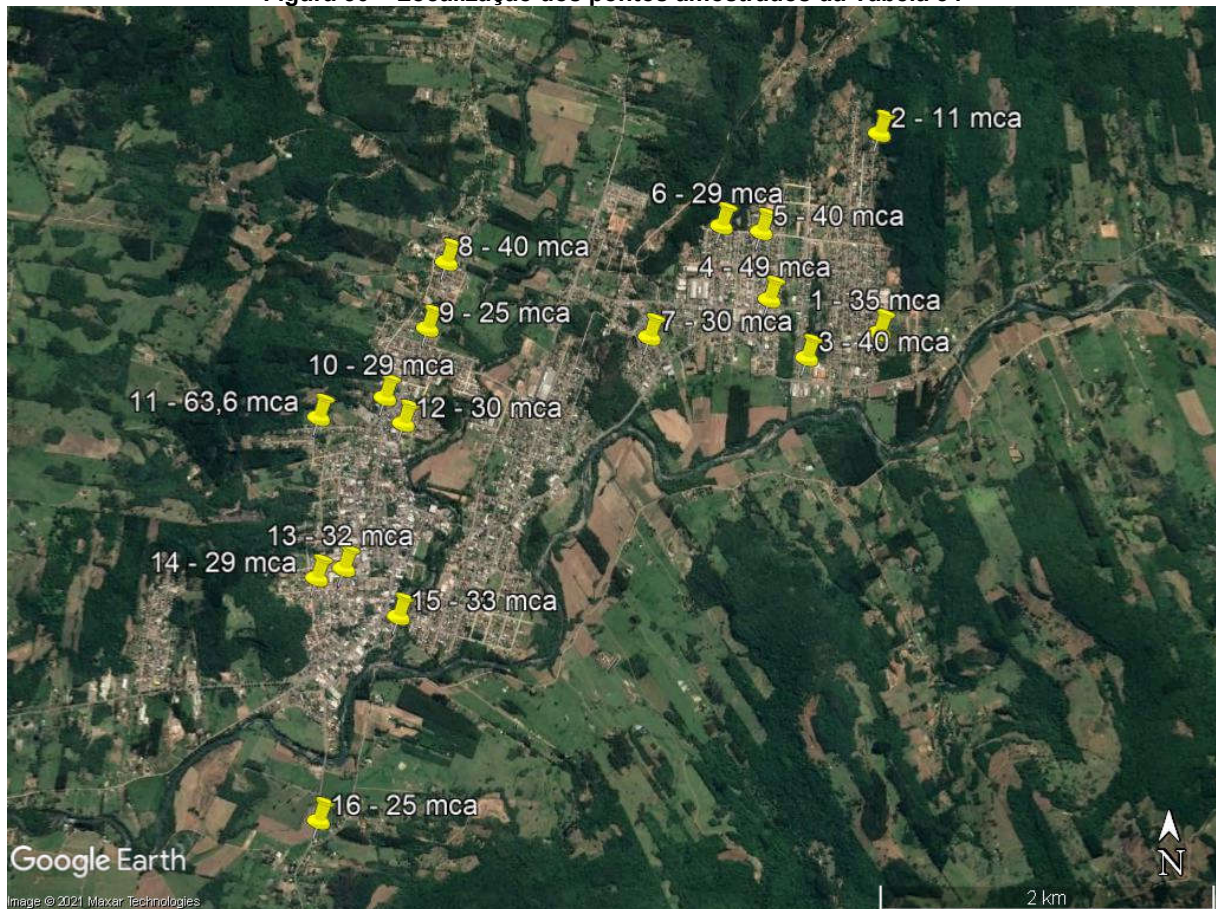 2 - 11 mca
6 - 29 mca
5 - 40 mca
8 - 40 mca
4 - 49 mca
1 - 35 mca
9 - 25 mca
7 - 30 mca
3 - 40 mca
10 - 29 mca
11 - 63,6 mca
12 - 30 mca
13 - 32 mca
14 - 29 mca
15 - 33 mca
16 - 25 mca
Google Earth
N
Image © 2021 Maxar Technologies
2 km